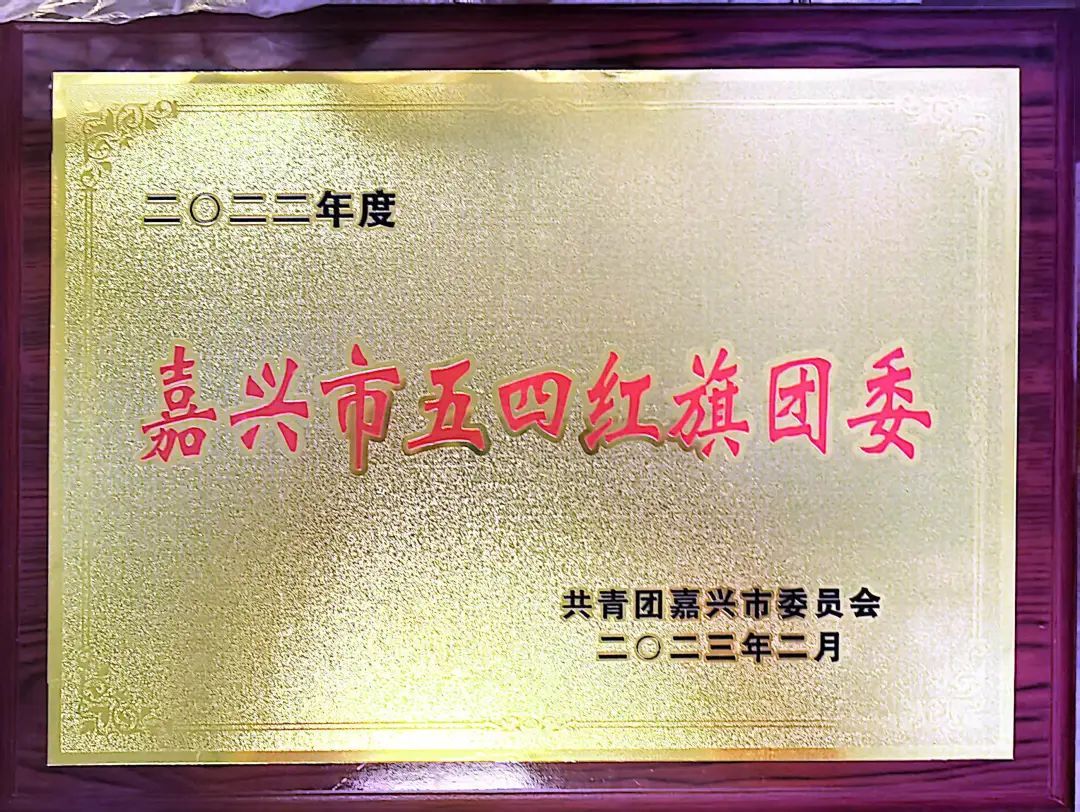 二〇二二年度
嘉兴市五四红旗团委
共青团嘉兴市委员会
二〇二三年二月